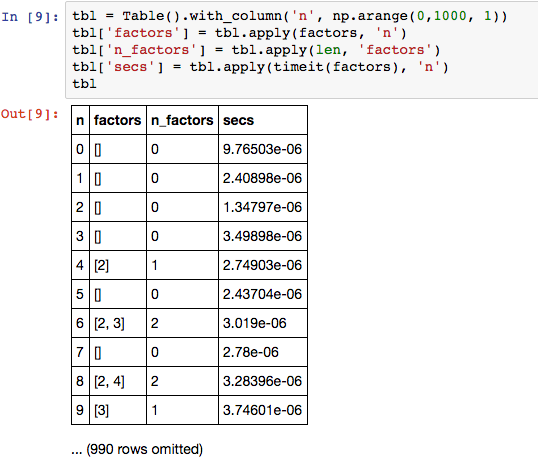 In [9]: tbl = Table().with_column('n', np.arange(0,1000, 1))
tbl['factors'] = tbl.apply(factors, 'n')
tbl['n_factors'] = tbl.apply(len, 'factors')
tbl['secs'] = tbl.apply(timeit(factors), 'n')
tbl
Out[9]:
n factors n_factors secs
0 [] 0 9.76503e-06
1 [] 0 2.40898e-06
2 [] 0 1.34797e-06
3 [] 0 3.49898e-06
4 [2] 1 2.74903e-06
5 [] 0 2.43704e-06
6 [2, 3] 2 3.019e-06
7 [] 0 2.78e-06
8 [2, 4] 2 3.28396e-06
9 [3] 1 3.74601e-06
... (990 rows omitted)